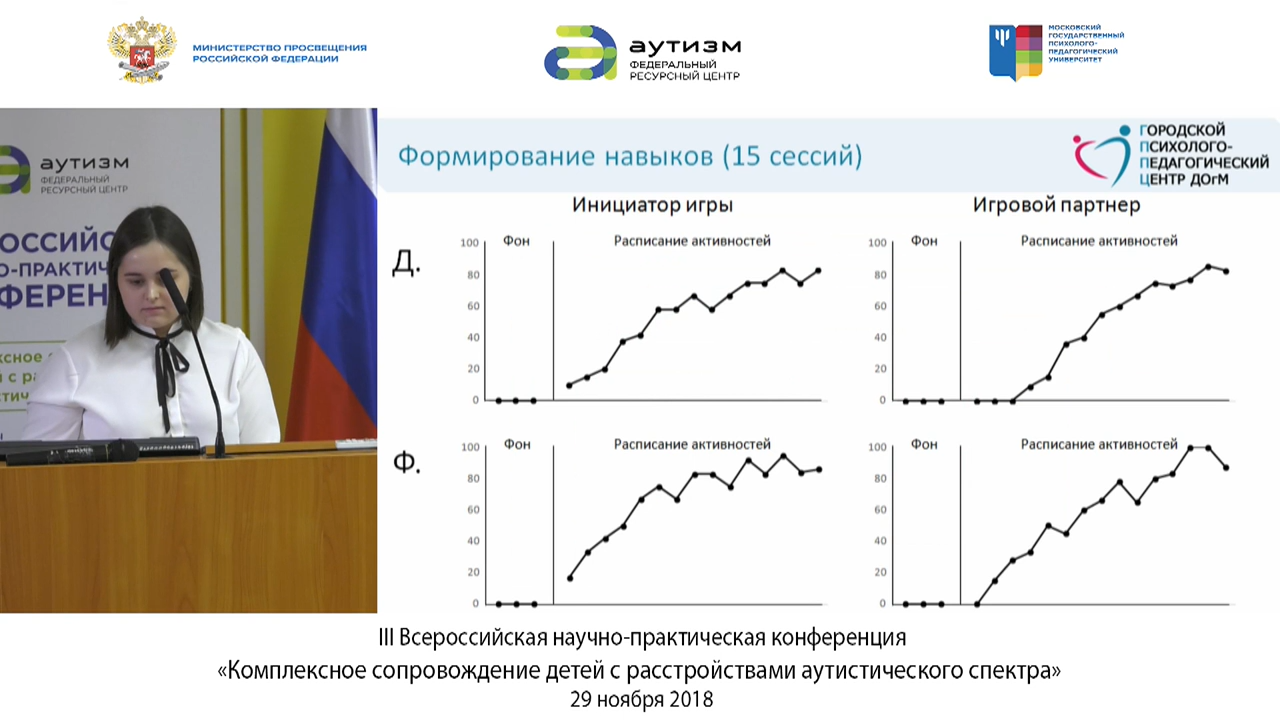 МИНИСТЕРСТВО ПРОСВЕЩЕНИЯ
РОССИЙСКОЙ ФЕДЕРАЦИИ
аутизм
ФЕДЕРАЛЬНЫЙ
РЕСУРСНЫЙ ЦЕНТР
МОСКОВСКИЙ
ГОСУДАРСТВЕННЫЙ
ПСИХОЛОГО-
ПЕДАГОГИЧЕСКИЙ
УНИВЕРСИТЕТ
аутизм
ФЕДЕРАЛЬНЫЙ
РЕСУРСНЫЙ ЦЕНТР
Формирование навыков (15 сессий)
ГОРОДСКОЙ
ПСИХОЛОГО-
ПЕДАГОГИЧЕСКИЙ
ЦЕНТР ДОгМ
Инициатор игры
Игровой партнер
Д.
100
80
60
40
20
0
Фон
Расписание активностей
100
80
60
40
20
0
Фон
Расписание активностей
Ф.
100
80
60
40
20
0
Фон
Расписание активностей
100
80
60
40
20
0
Фон
Расписание активностей
III Всероссийская научно-практическая конференция
«Комплексное сопровождение детей с расстройствами аутистического спектра»
29 ноября 2018